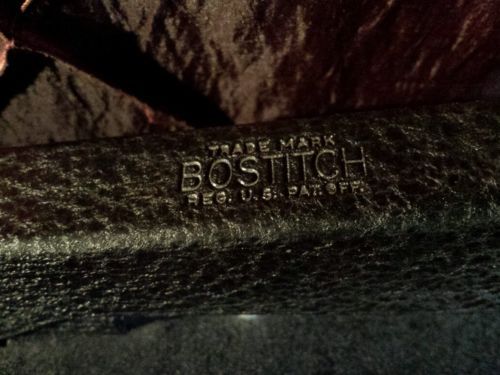 TRADE MARK
BOSTITCH
REG. U.S. PAT. OFF.